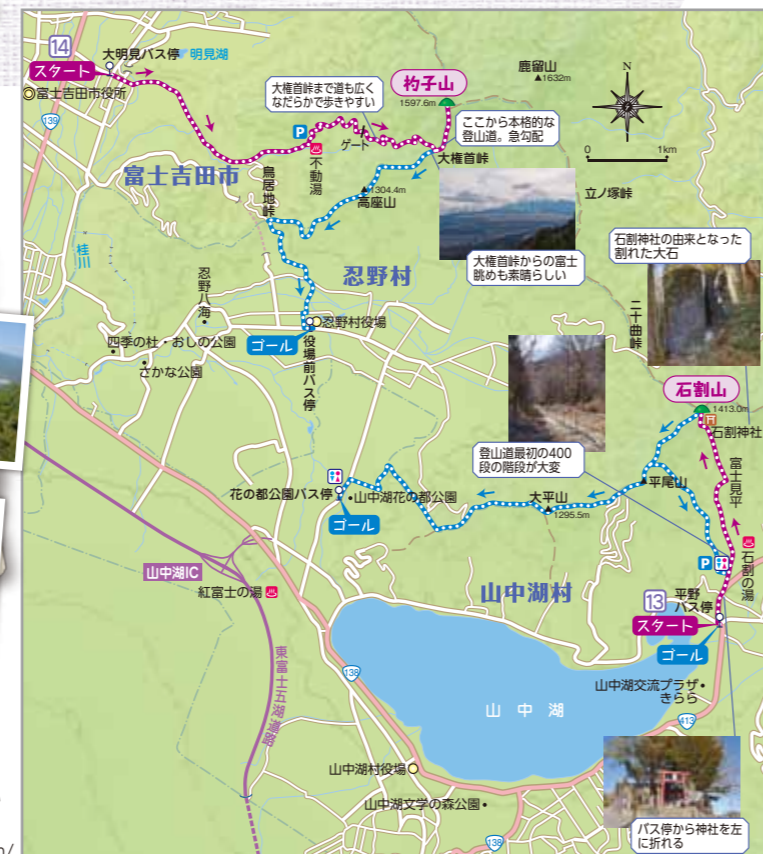 14
大明見バス停
明見湖
スタート
富士吉田市役所
139
大権首峠まで道も広く
なだらかで歩きやすい
杓子山
1597.6m
鹿留山
▲1632m
N
0 1km
P
ゲート
ここから本格的な
登山道。急勾配
不動湯
大権首峠
富士吉田市
鳥居地峠
▲1304.4m
高座山
立ノ塚峠
大権首峠からの富士
眺めも素晴らしい
石割神社の由来となった
割れた大石
桂川
忍野八海
忍野村
二十曲峠
忍野村役場
四季の杜・おしの公園
さかな公園
ゴール
役場前バス停
石割山
1413.0m
石割神社
登山道最初の400
段の階段が大変
富士見平
平尾山
花の都公園バス停
山中湖花の都公園
大平山
1295.5m
ゴール
石割の湯
P
山中湖IC
紅富士の湯
山中湖村
13
平野
バス停
スタート
ゴール
東富士五湖道路
138
山中湖交流プラザ
きらら
山中湖
413
山中湖村役場
山中湖文学の森公園
138
バス停から神社を左
に折れる